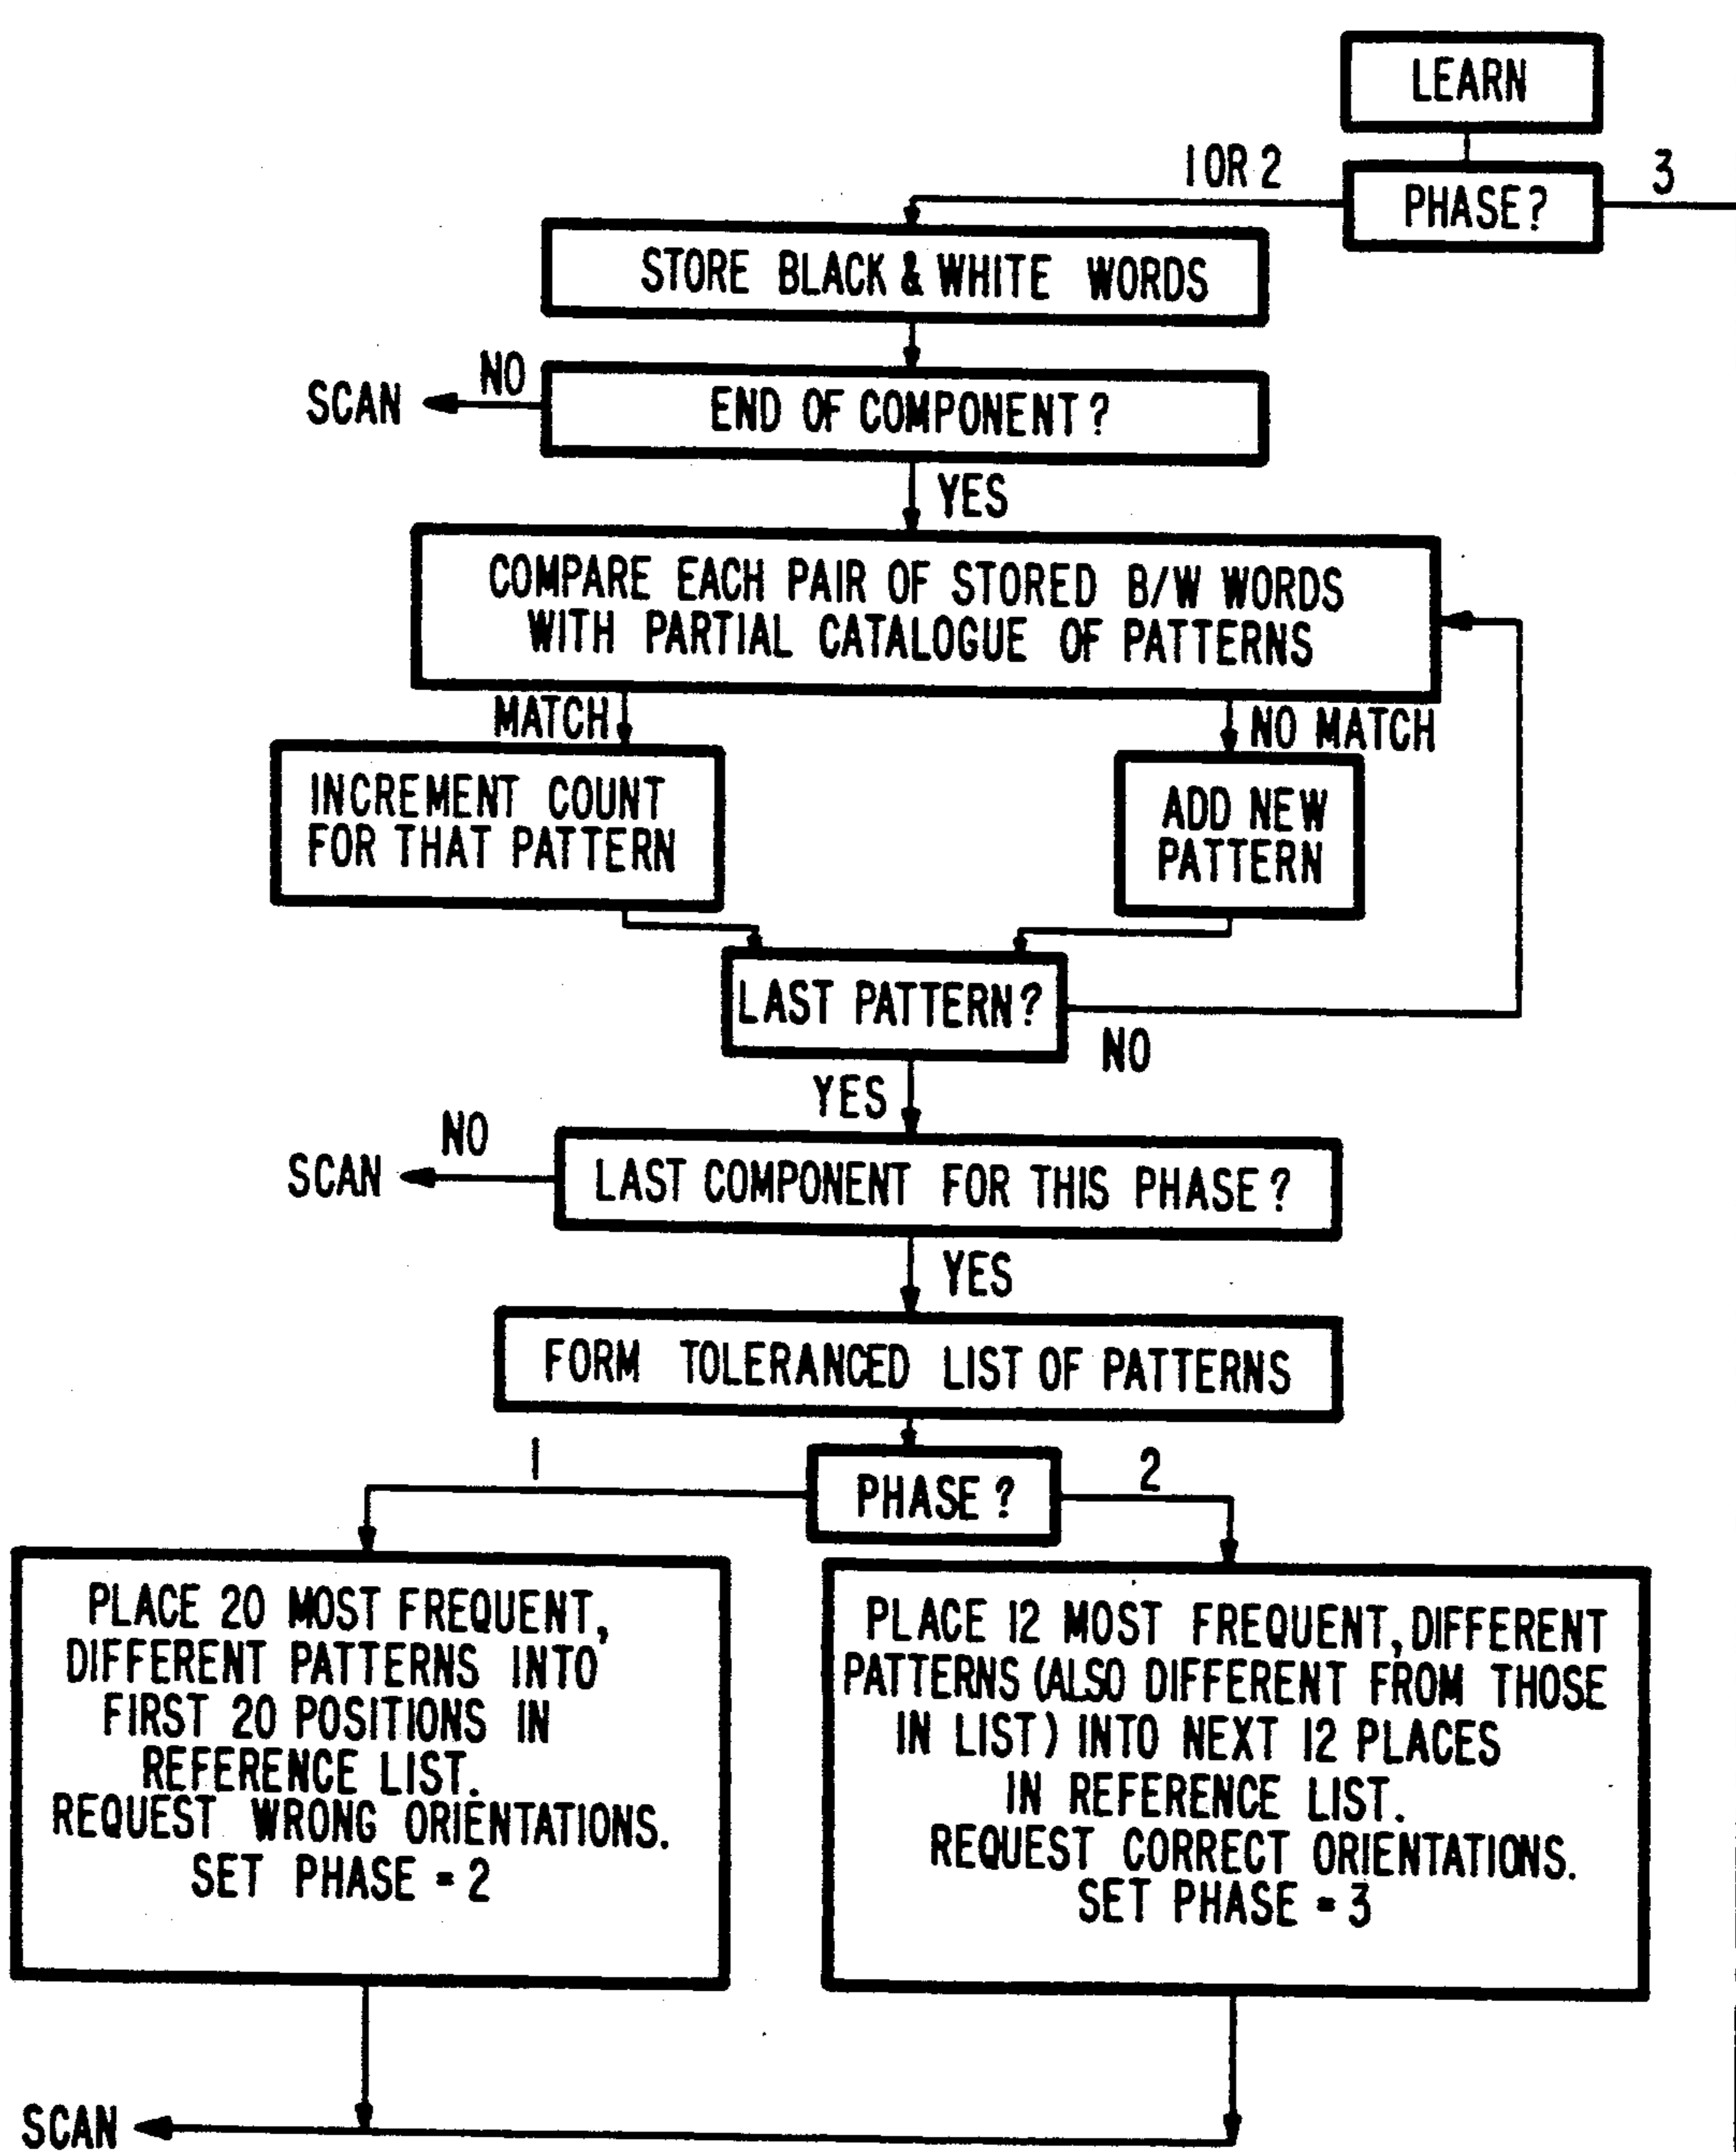 LEARN
1 OR 2
PHASE?
3
STORE BLACK & WHITE WORDS
SCAN
NO
END OF COMPONENT?
YES
COMPARE EACH PAIR OF STORED B/W WORDS
WITH PARTIAL CATALOGUE OF PATTERNS
MATCH
NO MATCH
INCREMENT COUNT
FOR THAT PATTERN
ADD NEW
PATTERN
LAST PATTERN?
NO
YES
NO
SCAN
LAST COMPONENT FOR THIS PHASE?
YES
FORM TOLERANCED LIST OF PATTERNS
1
PHASE?
2
PLACE 20 MOST FREQUENT,
DIFFERENT PATTERNS INTO
FIRST 20 POSITIONS IN
REFERENCE LIST.
REQUEST WRONG ORIENTATIONS.
SET PHASE = 2
PLACE 12 MOST FREQUENT, DIFFERENT
PATTERNS (ALSO DIFFERENT FROM THOSE
IN LIST) INTO NEXT 12 PLACES
IN REFERENCE LIST.
REQUEST CORRECT ORIENTATIONS.
SET PHASE = 3
SCAN